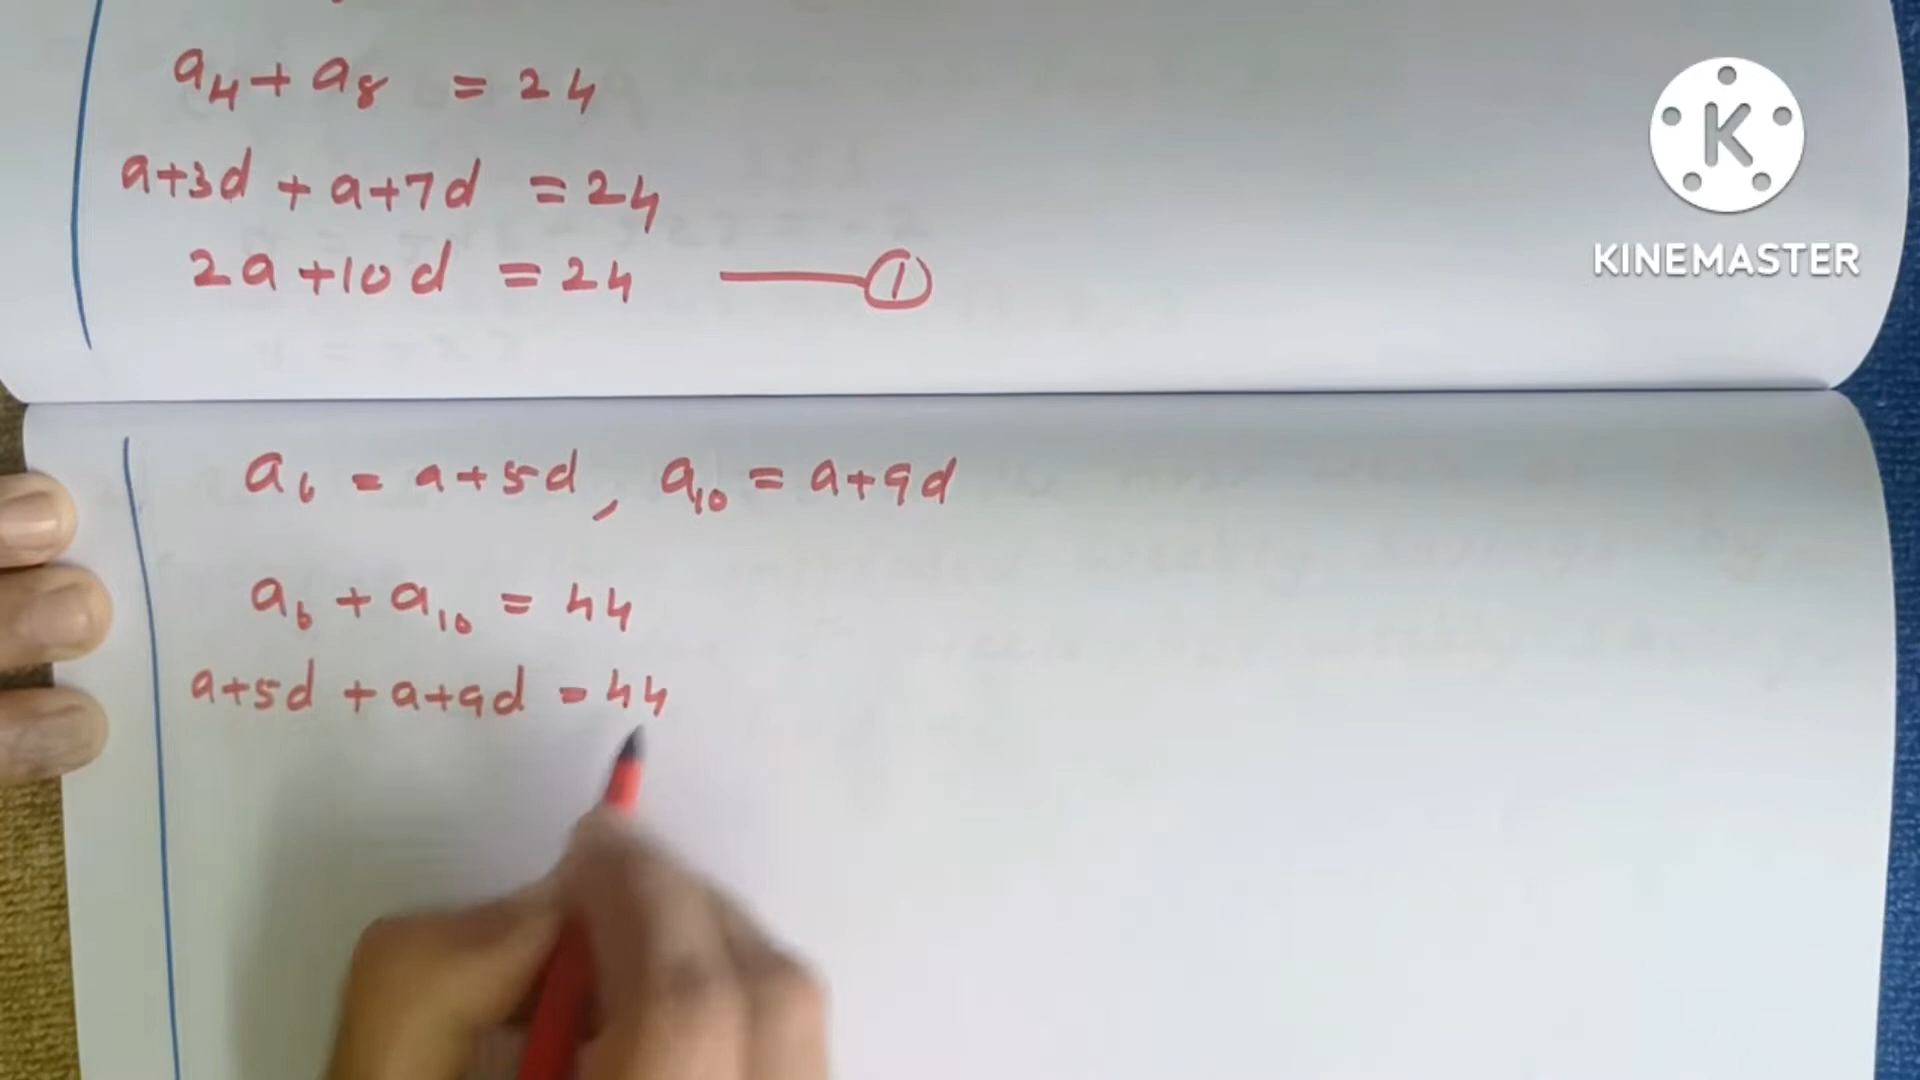 a₄ + a₈ = 24
a+3d + a+7d = 24
2a +10d = 24 ——— ①
K
KINEMASTER
a₆ = a+5d, a₁₀ = a+9d
a₆ + a₁₀ = 44
a+5d + a+9d = 44